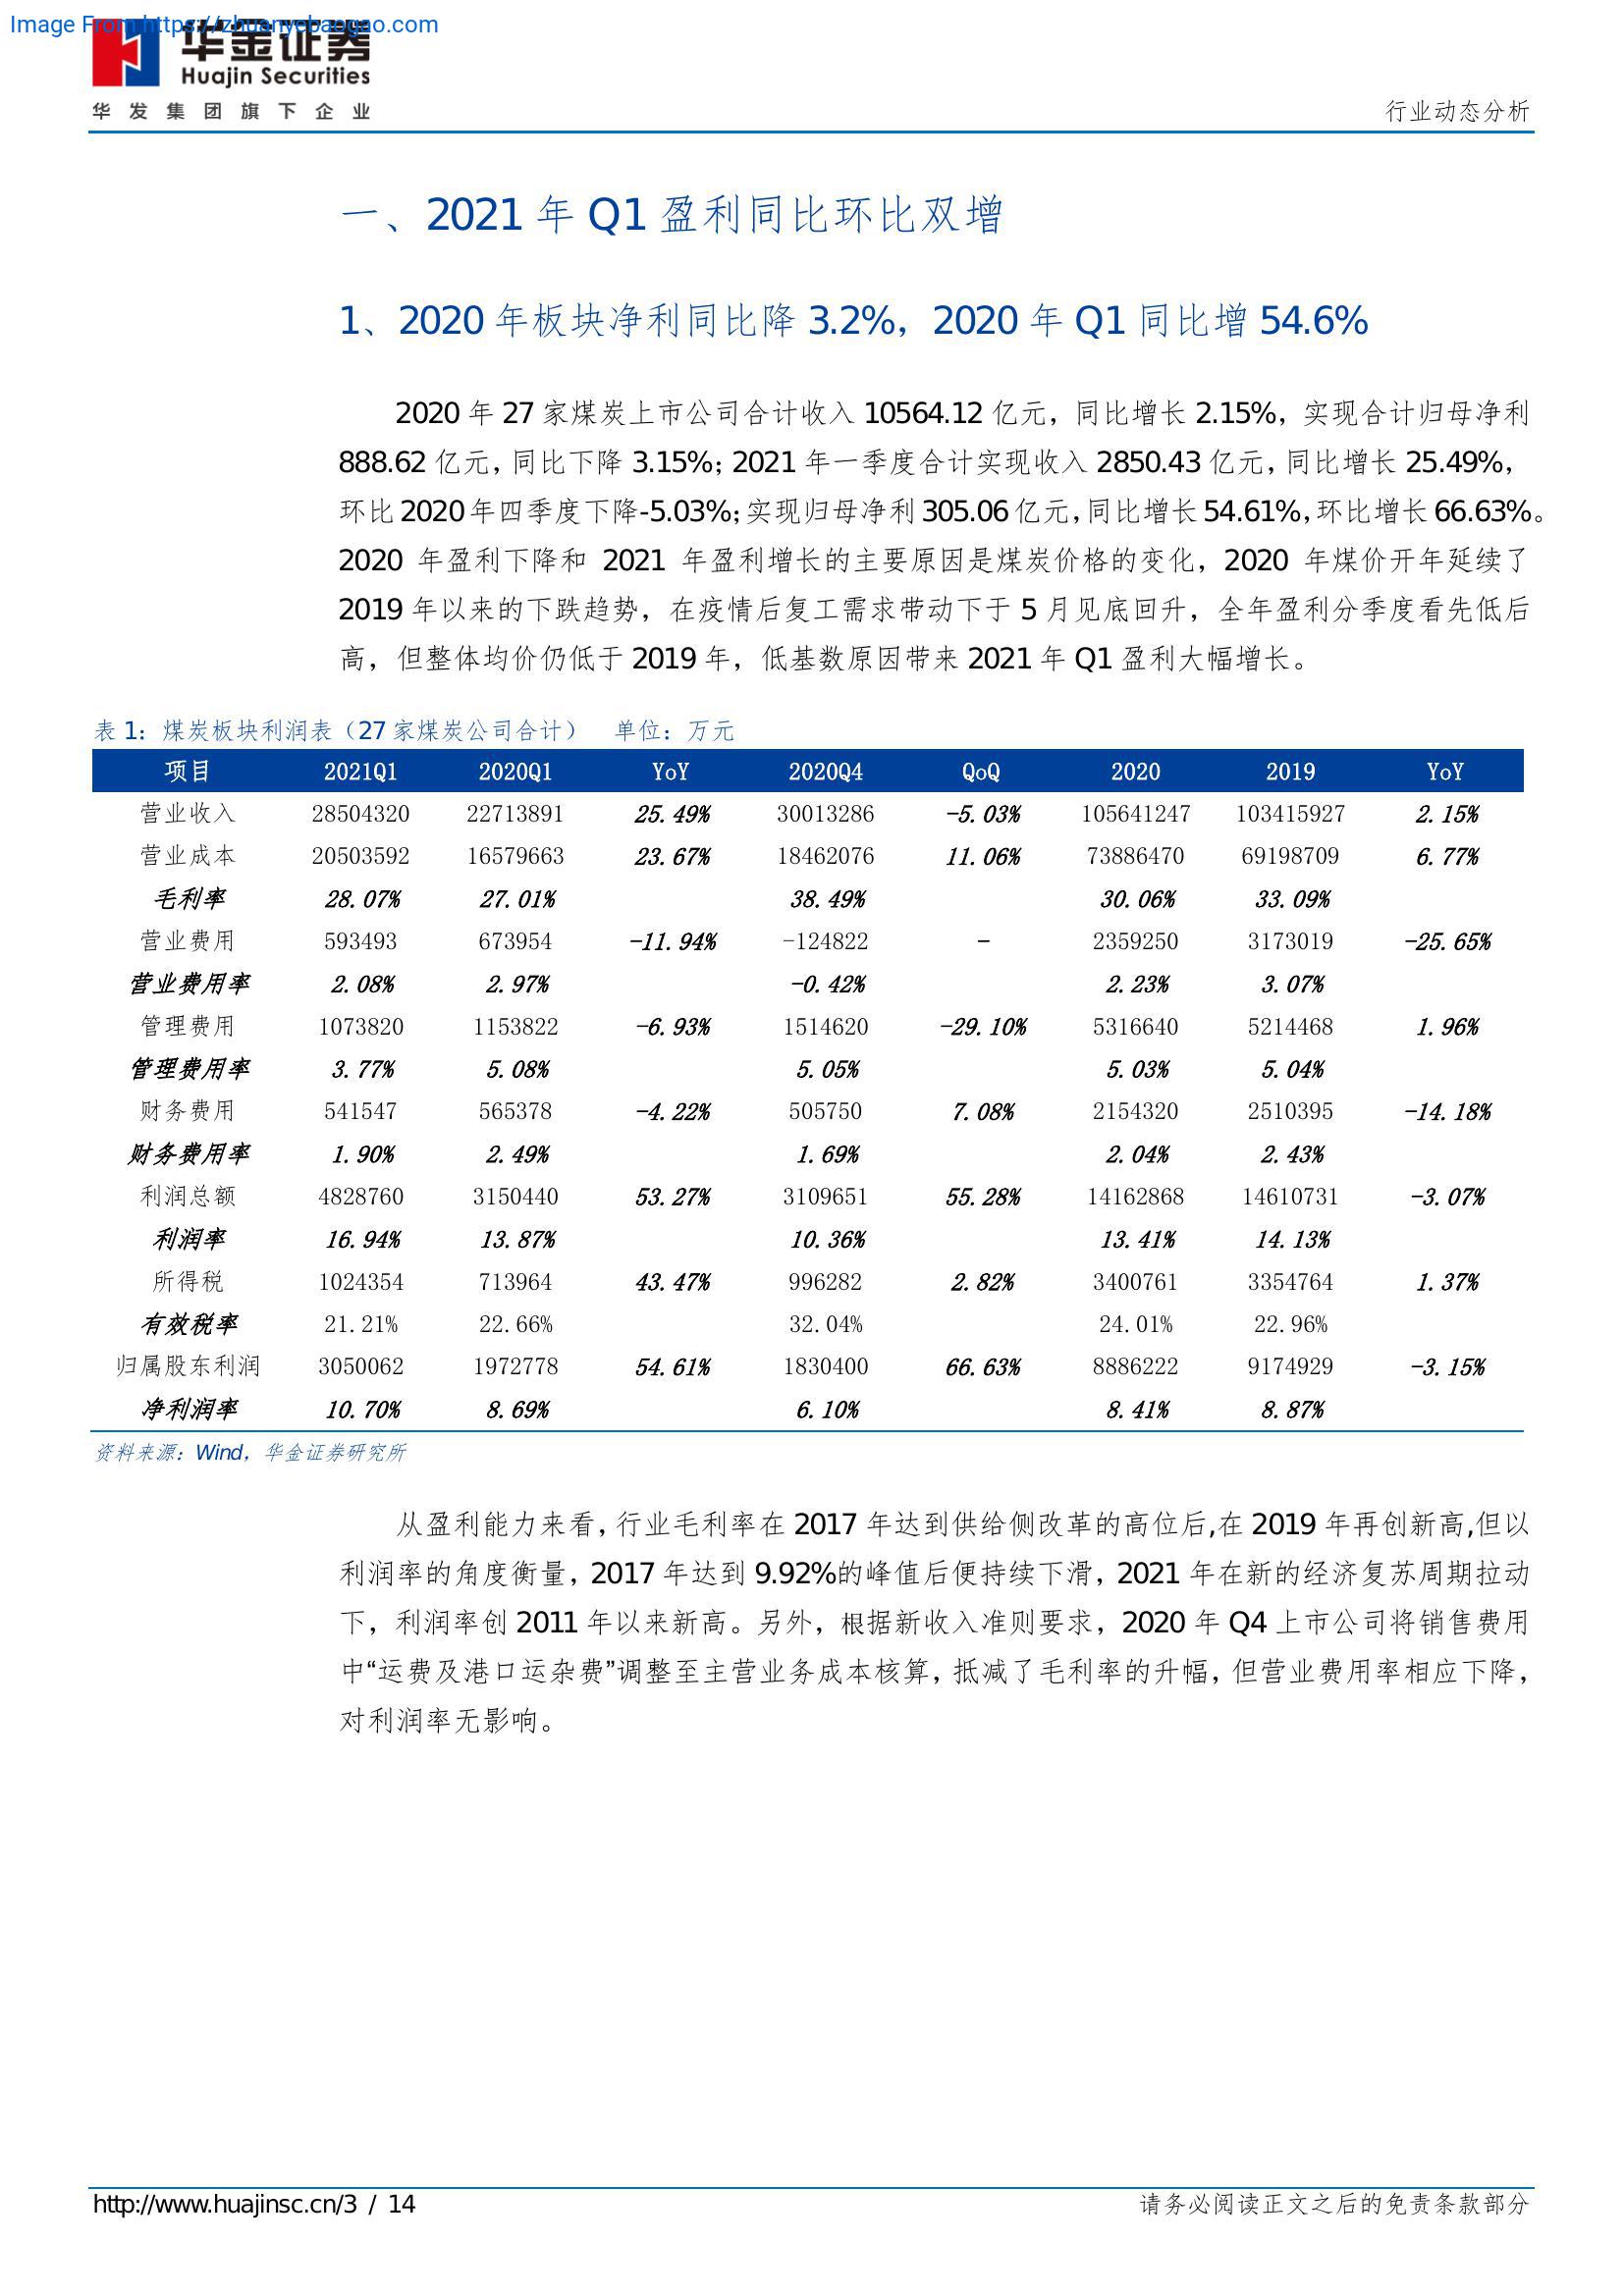 Image From https://zhuanyebaogao.com
华金证券
Huajin Securities
华发集团旗下企业
行业动态分析
一、2021 年 Q1 盈利同比环比双增
1、2020 年板块净利同比降 3.2%，2020 年 Q1 同比增 54.6%
2020 年 27 家煤炭上市公司合计收入 10564.12 亿元，同比增长 2.15%，实现合计归母净利
888.62 亿元，同比下降 3.15%；2021 年一季度合计实现收入 2850.43 亿元，同比增长 25.49%，
环比 2020 年四季度下降-5.03%；实现归母净利 305.06 亿元，同比增长 54.61%，环比增长 66.63%。
2020 年盈利下降和 2021 年盈利增长的主要原因是煤炭价格的变化，2020 年煤价开年延续了
2019 年以来的下跌趋势，在疫情后复工需求带动下于 5 月见底回升，全年盈利分季度看先低后
高，但整体均价仍低于 2019 年，低基数原因带来 2021 年 Q1 盈利大幅增长。
表 1：煤炭板块利润表（27 家煤炭公司合计） 单位：万元
项目 2021Q1 2020Q1 YoY 2020Q4 QoQ 2020 2019 YoY
营业收入 28504320 22713891 25.49% 30013286 -5.03% 105641247 103415927 2.15%
营业成本 20503592 16579663 23.67% 18462076 11.06% 73886470 69198709 6.77%
毛利率 28.07% 27.01% 38.49% 30.06% 33.09%
营业费用 593493 673954 -11.94% -124822 - 2359250 3173019 -25.65%
营业费用率 2.08% 2.97% -0.42% 2.23% 3.07%
管理费用 1073820 1153822 -6.93% 1514620 -29.10% 5316640 5214468 1.96%
管理费用率 3.77% 5.08% 5.05% 5.03% 5.04%
财务费用 541547 565378 -4.22% 505750 7.08% 2154320 2510395 -14.18%
财务费用率 1.90% 2.49% 1.69% 2.04% 2.43%
利润总额 4828760 3150440 53.27% 3109651 55.28% 14162868 14610731 -3.07%
利润率 16.94% 13.87% 10.36% 13.41% 14.13%
所得税 1024354 713964 43.47% 996282 2.82% 3400761 3354764 1.37%
有效税率 21.21% 22.66% 32.04% 24.01% 22.96%
归属股东利润 3050062 1972778 54.61% 1830400 66.63% 8886222 9174929 -3.15%
净利润率 10.70% 8.69% 6.10% 8.41% 8.87%
资料来源：Wind，华金证券研究所
从盈利能力来看，行业毛利率在 2017 年达到供给侧改革的高位后,在 2019 年再创新高,但以
利润率的角度衡量，2017 年达到 9.92%的峰值后便持续下滑，2021 年在新的经济复苏周期拉动
下，利润率创 2011 年以来新高。另外，根据新收入准则要求，2020 年 Q4 上市公司将销售费用
中“运费及港口运杂费”调整至主营业务成本核算，抵减了毛利率的升幅，但营业费用率相应下降，
对利润率无影响。
http://www.huajinsc.cn/3 / 14
请务必阅读正文之后的免责条款部分